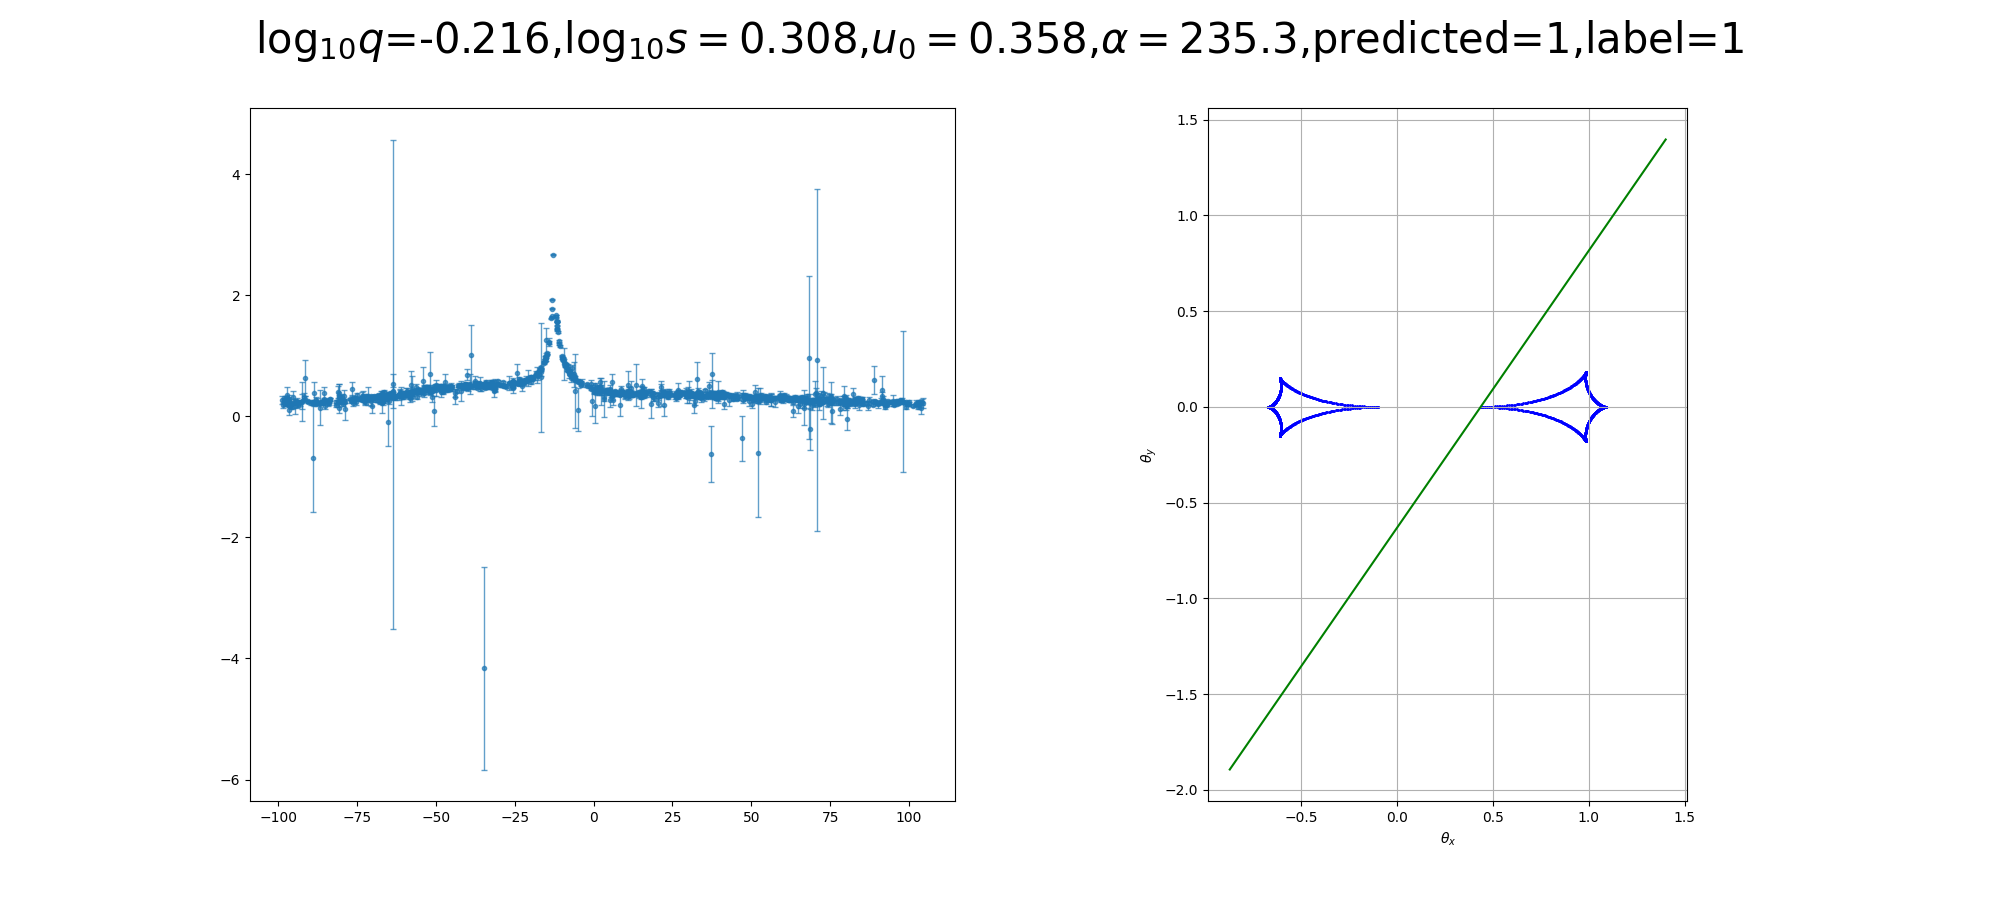 log₁₀q=-0.216,log₁₀s = 0.308,u₀ = 0.358,α = 235.3,predicted=1,label=1
4
2
0
−2
−4
−6
−100 −75 −50 −25 0 25 50 75 100
1.5
1.0
0.5
0.0
−0.5
−1.0
−1.5
−2.0
θy
−0.5 0.0 0.5 1.0 1.5
θx